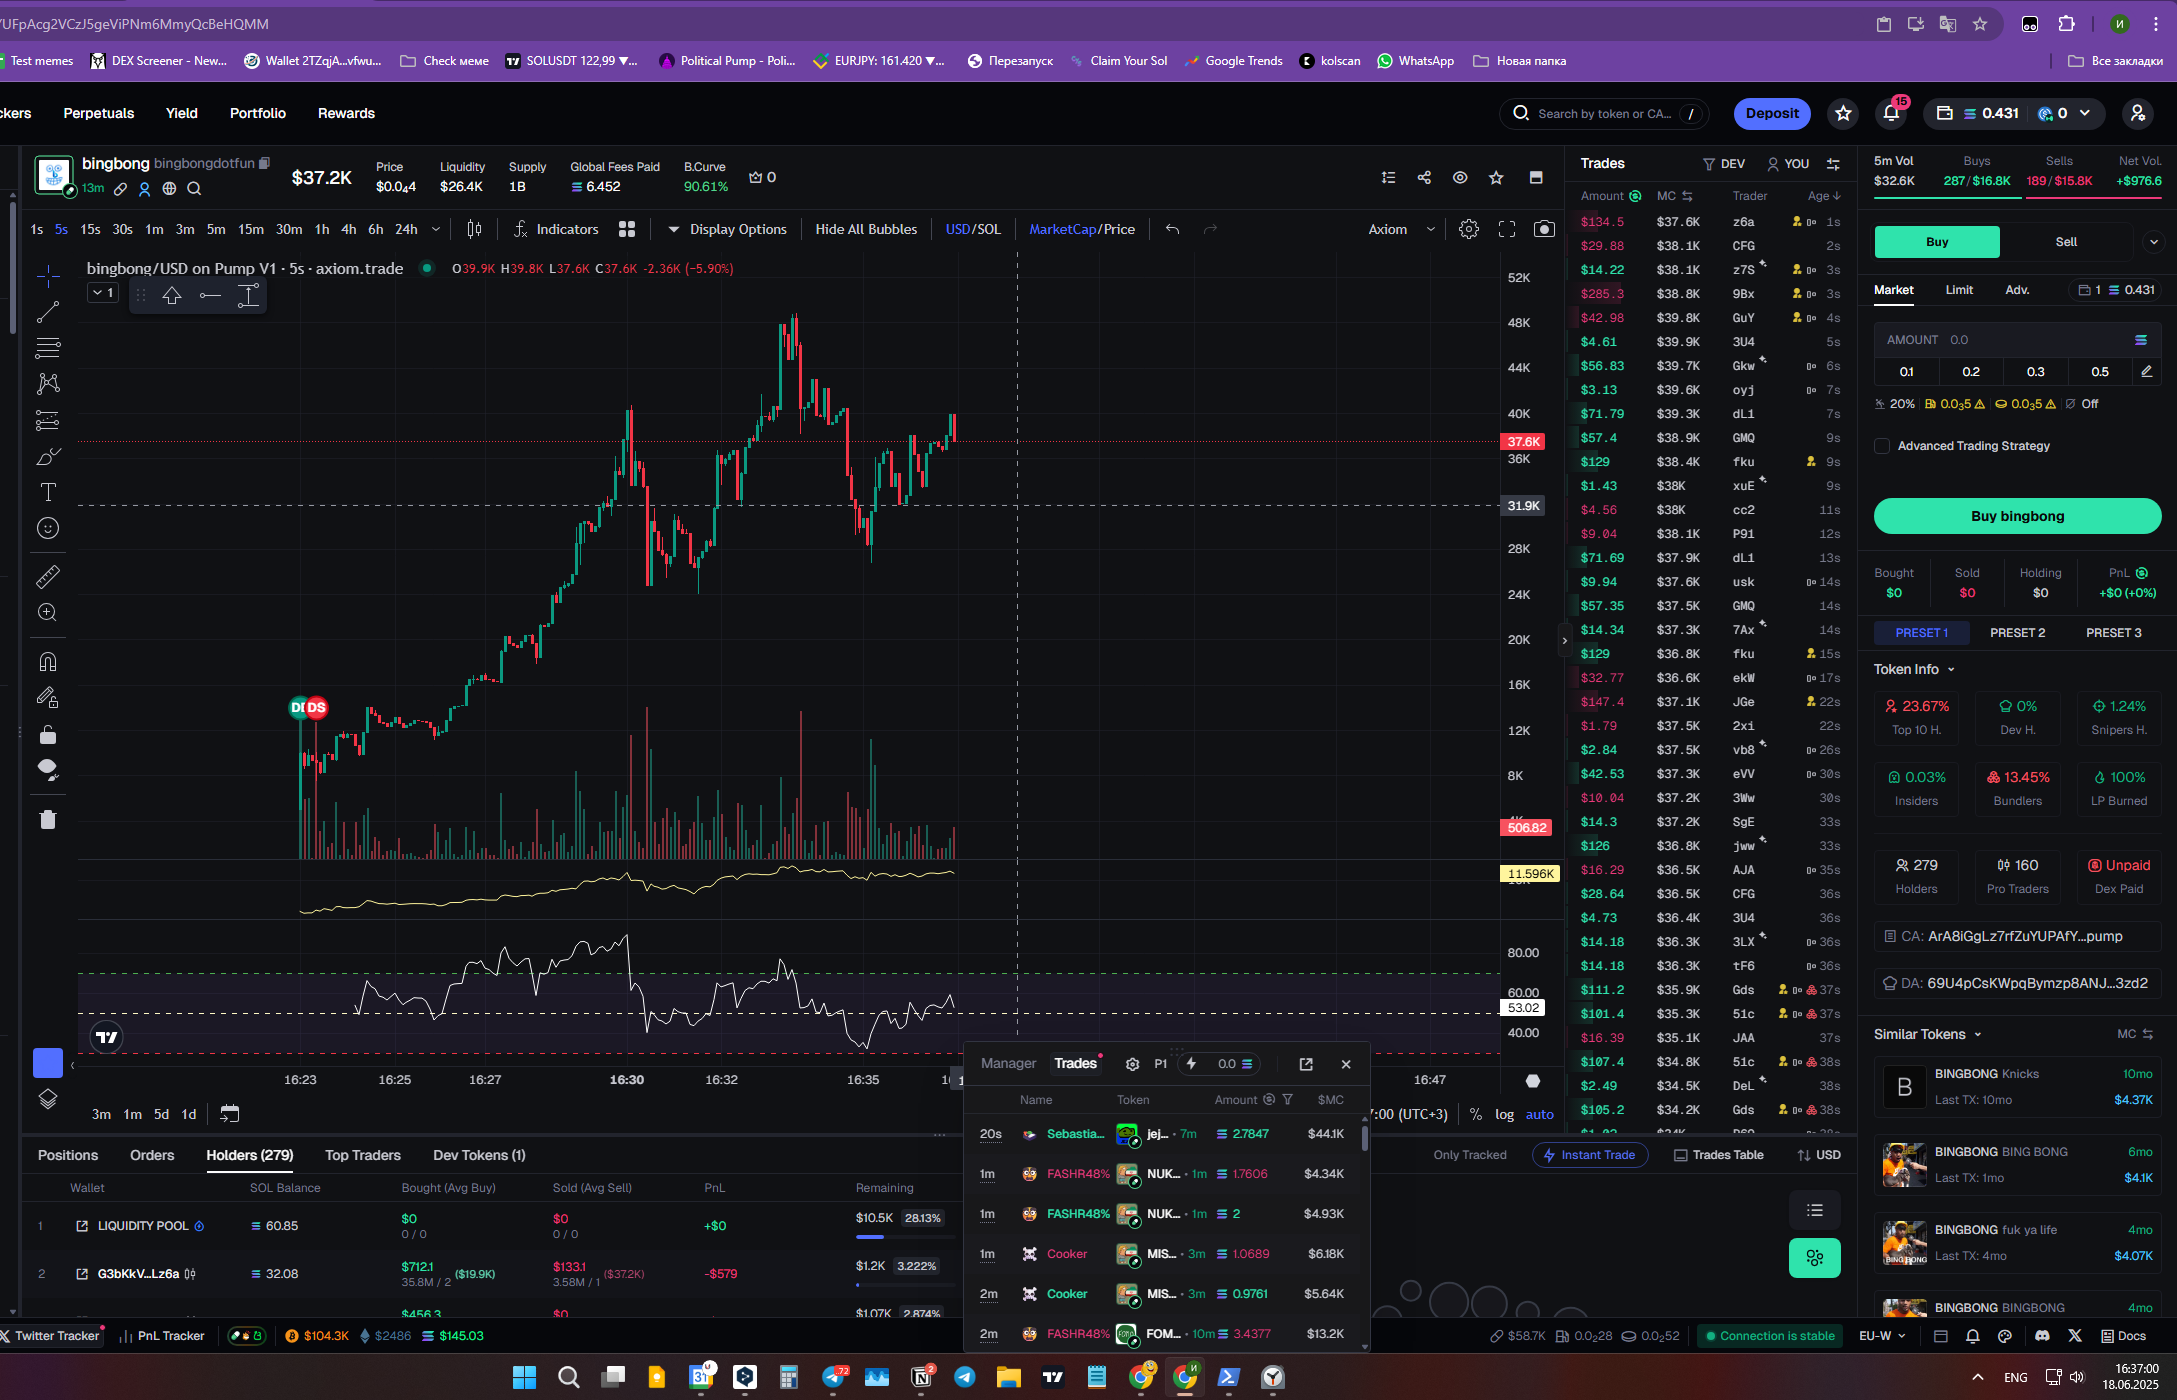 /UFpAcg2VCzJ5geViPNm6MmyQcBeHQMM
Test memes DEX Screener - New... Wallet 2TZqjA...vfwu... Check меме SOLUSDT 122,99 ▼... Political Pump - Poli... EURJPY: 161.420 ▼... Перезапуск Claim Your Sol Google Trends kolscan WhatsApp Новая папка Все закладки
ckers Perpetuals Yield Portfolio Rewards Search by token or CA... / Deposit 15 0.431 0
bingbong bingbongdotfun 13m $37.2K
Price Liquidity Supply Global Fees Paid B.Curve
$0.0₄4 $26.4K 1B 6.452 90.61% 0
1s 5s 15s 30s 1m 3m 5m 15m 30m 1h 4h 6h 24h Indicators Display Options Hide All Bubbles USD/SOL MarketCap/Price Axiom
bingbong/USD on Pump V1 · 5s · axiom.trade O39.9K H39.8K L37.6K C37.6K -2.36K (-5.90%)
1
52K
48K
44K
40K
37.6K
36K
31.9K
28K
24K
20K
16K
12K
8K
506.82
11.596K
80.00
60.00
53.02
40.00
DS
16:23 16:25 16:27 16:30 16:32 16:35 16:47
3m 1m 5d 1d 7:00 (UTC+3) % log auto
Trades DEV YOU
Amount MC Trader Age
$134.5 $37.6K z6a 1s
$29.88 $38.1K CFG 2s
$14.22 $38.1K z7S 3s
$285.3 $38.8K 9Bx 3s
$42.98 $39.8K GuY 4s
$4.61 $39.9K 3U4 5s
$56.83 $39.7K Gkw 6s
$3.13 $39.6K oyj 7s
$71.79 $39.3K dL1 7s
$57.4 $38.9K GMQ 9s
$129 $38.4K fku 9s
$1.43 $38K xuE 9s
$4.56 $38K cc2 11s
$9.04 $38.1K P91 12s
$71.69 $37.9K dL1 13s
$9.94 $37.6K usk 14s
$57.35 $37.5K GMQ 14s
$14.34 $37.3K 7Ax 14s
$129 $36.8K fku 15s
$32.77 $36.6K ekW 17s
$147.4 $37.1K JGe 22s
$1.79 $37.5K 2xi 22s
$2.84 $37.5K vb8 26s
$42.53 $37.3K eVV 30s
$10.04 $37.2K 3Ww 30s
$14.3 $37.2K SgE 33s
$126 $36.8K jww 33s
$16.29 $36.5K AJA 35s
$28.64 $36.5K CFG 36s
$4.73 $36.4K 3U4 36s
$14.18 $36.3K 3LX 36s
$14.18 $36.3K tF6 36s
$111.2 $35.9K Gds 37s
$101.4 $35.3K 51c 37s
$16.39 $35.1K JAA 37s
$107.4 $34.8K 51c 38s
$2.49 $34.5K DeL 38s
$105.2 $34.2K Gds 38s
5m Vol Buys Sells Net Vol.
$32.6K 287/$16.8K 189/$15.8K +$976.6
Buy Sell
Market Limit Adv. 1 0.431
AMOUNT 0.0
0.1 0.2 0.3 0.5
20% 0.0₃5 0.0₃5 Off
Advanced Trading Strategy
Buy bingbong
Bought Sold Holding PnL
$0 $0 $0 +$0 (+0%)
PRESET 1 PRESET 2 PRESET 3
Token Info
23.67% 0% 1.24%
Top 10 H. Dev H. Snipers H.
0.03% 13.45% 100%
Insiders Bundlers LP Burned
279 160 Unpaid
Holders Pro Traders Dex Paid
CA: ArA8iGgLz7rfZuYUPAfY...pump
DA: 69U4pCsKWpqBymzp8ANJ...3zd2
Similar Tokens MC
B BINGBONG Knicks 10mo
Last TX: 10mo $4.37K
BINGBONG BING BONG 6mo
Last TX: 1mo $4.1K
BINGBONG fuk ya life 4mo
Last TX: 4mo $4.07K
BINGBONG BINGBONG 4mo
Positions Orders Holders (279) Top Traders Dev Tokens (1) Only Tracked Instant Trade Trades Table USD
Wallet SOL Balance Bought (Avg Buy) Sold (Avg Sell) PnL Remaining
1 LIQUIDITY POOL 60.85 $0 $0 +$0 $10.5K 28.13%
0 / 0 0 / 0
2 G3bKkV...Lz6a 32.08 $712.1 ($19.9K) $133.1 ($37.2K) -$579 $1.2K 3.222%
35.8M / 2 3.58M / 1
$456.3 $0 $1.07K 2.874%
Manager Trades P1 0.0
Name Token Amount $MC
20s Sebastia... jej... · 7m 2.7847 $44.1K
1m FASHR48% NUK... · 1m 1.7606 $4.34K
1m FASHR48% NUK... · 1m 2 $4.93K
1m Cooker MIS... · 3m 1.0689 $6.18K
2m Cooker MIS... · 3m 0.9761 $5.64K
2m FASHR48% FOM... · 10m 3.4377 $13.2K
Twitter Tracker PnL Tracker $104.3K $2486 $145.03 $58.7K 0.0₂28 0.0₂52 Connection is stable EU-W Docs
72 2 ENG 16:37:00
18.06.2025